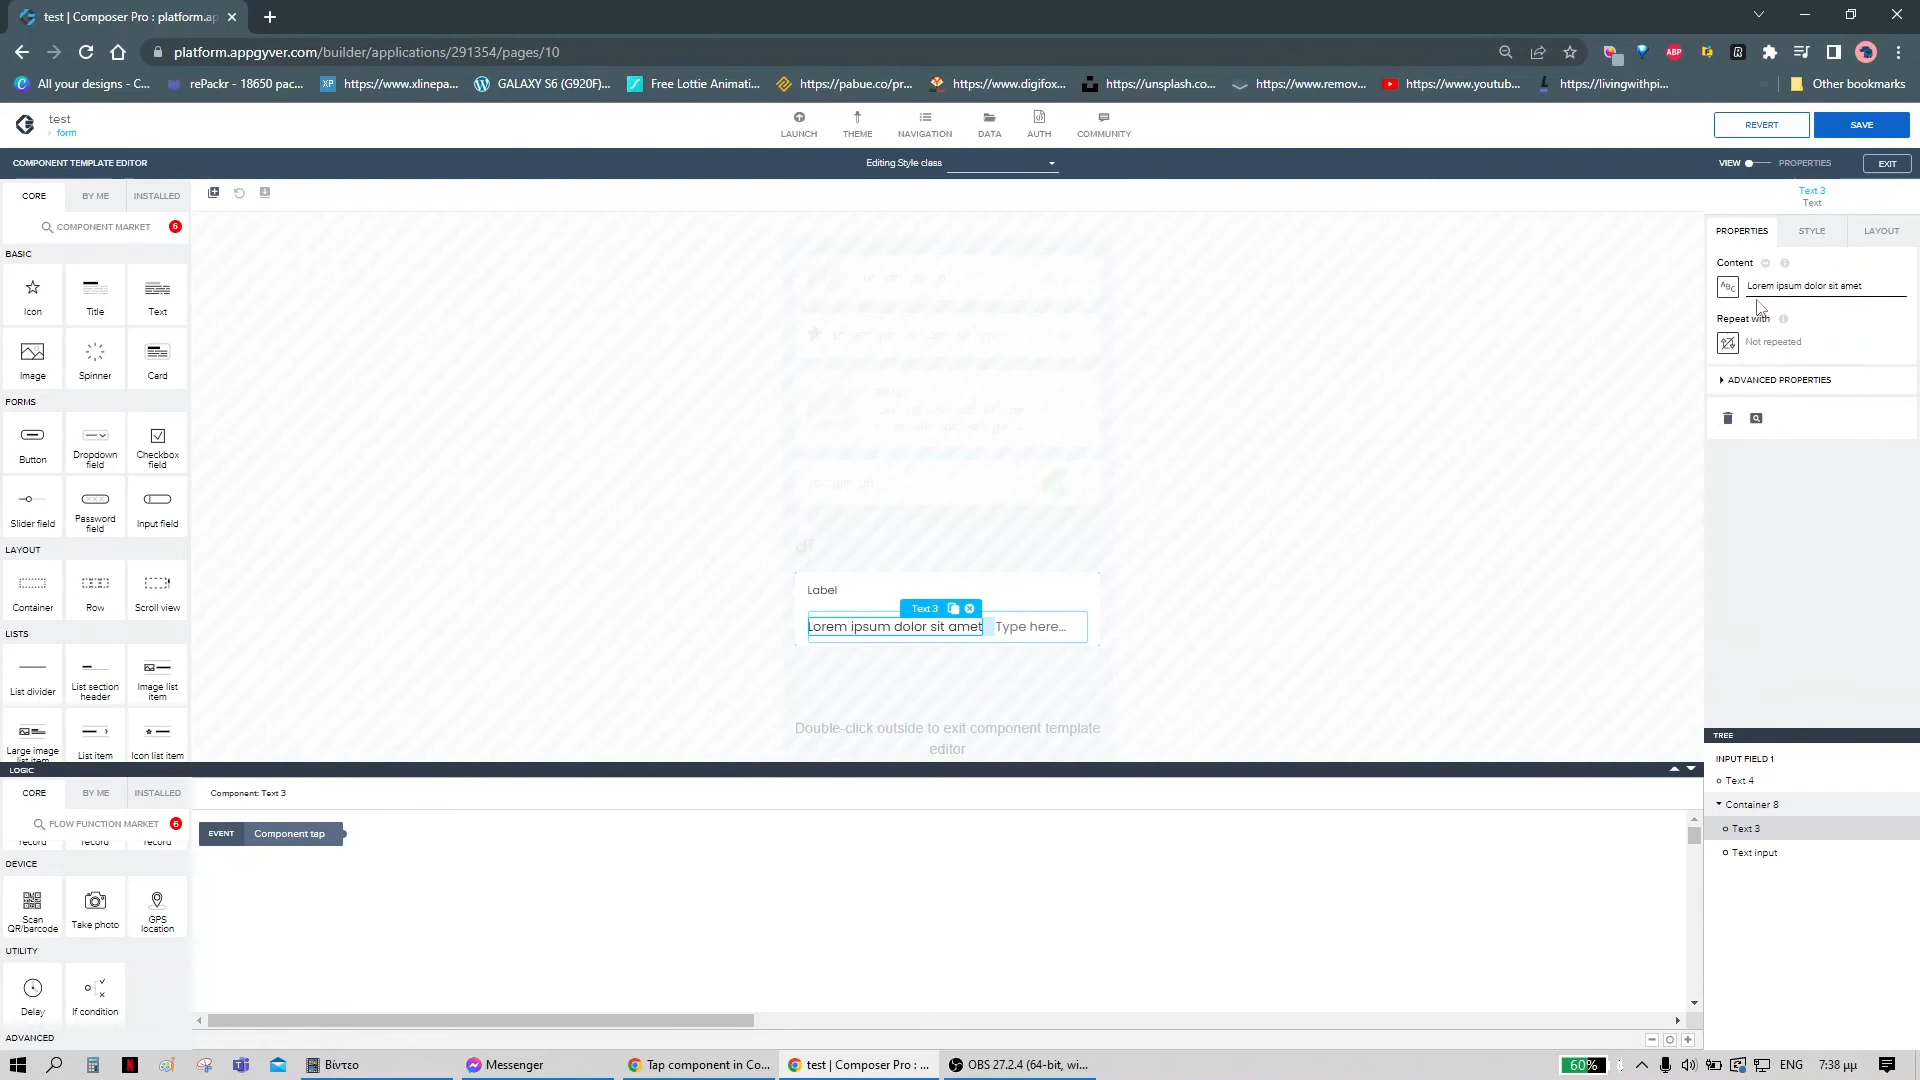 test | Composer Pro : platform.ap
platform.appgyver.com/builder/applications/291354/pages/10
All your designs - C...
rePackr - 18650 pac...
https://www.xlinepa...
GALAXY S6 (G920F)...
Free Lottie Animati...
https://pabue.co/pr...
https://www.digifox...
https://unsplash.co...
https://www.remov...
https://www.youtub...
https://livingwithpi...
Other bookmarks
test
form
LAUNCH
THEME
NAVIGATION
DATA
AUTH
COMMUNITY
REVERT
SAVE
COMPONENT TEMPLATE EDITOR
Editing Style class
VIEW
PROPERTIES
EXIT
CORE
BY ME
INSTALLED
COMPONENT MARKET
6
BASIC
Icon
Title
Text
Image
Spinner
Card
FORMS
Button
Dropdown field
Checkbox field
Slider field
Password field
Input field
LAYOUT
Container
Row
Scroll view
LISTS
List divider
List section header
Image list item
Large image list item
List item
Icon list item
df
Label
Text 3
Lorem ipsum dolor sit amet
Type here...
Double-click outside to exit component template
editor
Text 3
Text
PROPERTIES
STYLE
LAYOUT
Content
ABC
Lorem ipsum dolor sit amet
Repeat with
Not repeated
ADVANCED PROPERTIES
TREE
INPUT FIELD 1
Text 4
Container 8
Text 3
Text input
LOGIC
CORE
BY ME
INSTALLED
Component: Text 3
FLOW FUNCTION MARKET
6
EVENT
Component tap
record
record
record
DEVICE
Scan QR/barcode
Take photo
GPS location
UTILITY
Delay
If condition
ADVANCED
Βίντεο
Messenger
Tap component in Co...
test | Composer Pro : ...
OBS 27.2.4 (64-bit, wi...
60%
ENG
7:38 μμ